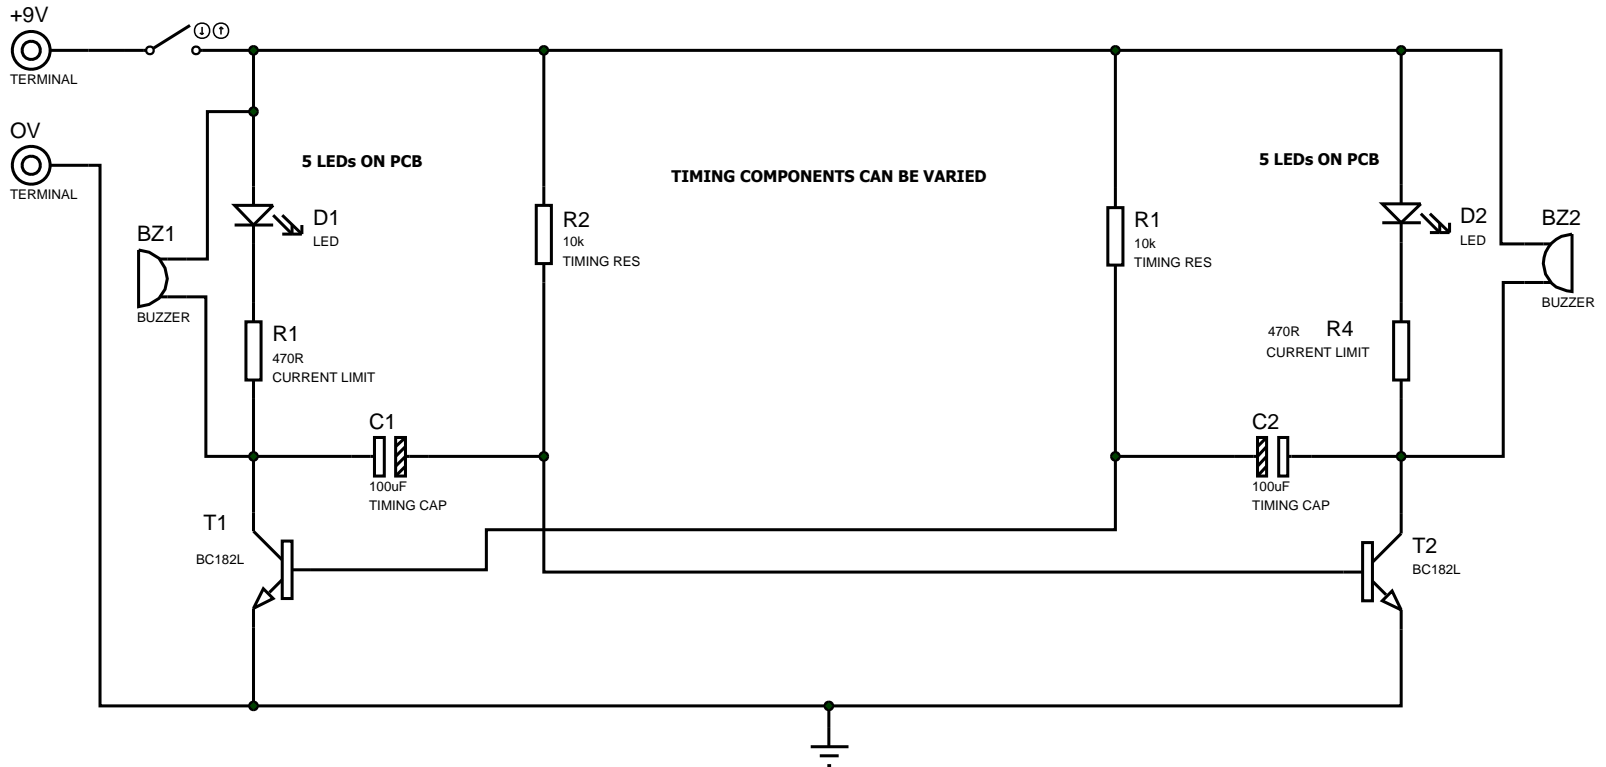 +9V
TERMINAL
OV
TERMINAL
5 LEDs ON PCB
TIMING COMPONENTS CAN BE VARIED
5 LEDs ON PCB
BZ1
BUZZER
D1
LED
R2
10k
TIMING RES
R1
10k
TIMING RES
D2
LED
BZ2
BUZZER
R1
470R
CURRENT LIMIT
470R R4
CURRENT LIMIT
C1
100uF
TIMING CAP
C2
100uF
TIMING CAP
T1
BC182L
T2
BC182L